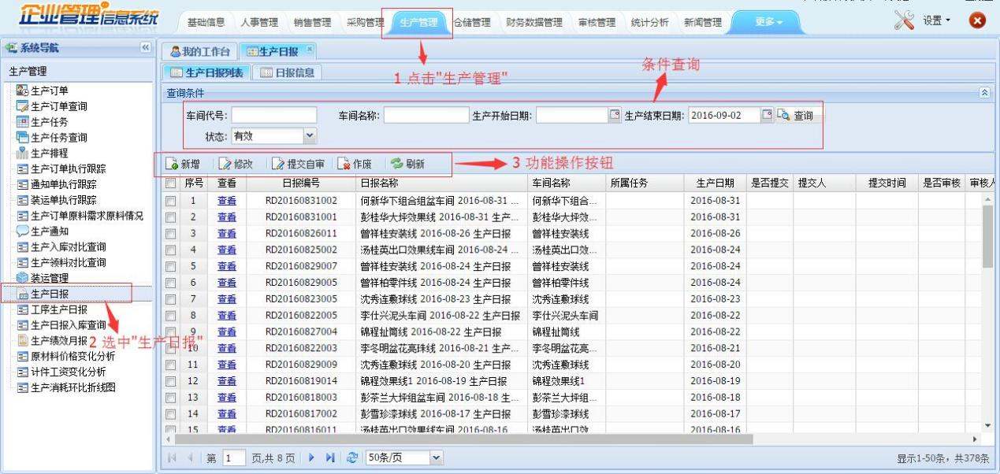 企业管理信息系统
基础信息 人事管理 销售管理 采购管理 生产管理 仓储管理 财务数据管理 审核管理 统计分析 新闻管理 更多 设置
系统导航
我的工作台 生产日报
生产管理
生产日报列表 日报信息
1 点击"生产管理"
条件查询
查询条件
车间代号: 车间名称: 生产开始日期: 生产结束日期: 2016-09-02 查询
状态: 有效
新增 修改 提交自审 作废 刷新
3 功能操作按钮
生产订单
生产订单查询
生产任务
生产任务查询
生产排程
生产订单执行跟踪
通知单执行跟踪
装运单执行跟踪
生产订单原料需求原料情况
生产通知
生产入库对比查询
生产领料对比查询
装运管理
生产日报
工序生产日报
生产日报入库查询
生产绩效月报
原材料价格变化分析
计件工资变化分析
生产消耗环比折线图
2 选中"生产日报"
序号 查看 日报编号 日报名称 车间名称 所属任务 生产日期 是否提交 提交人 提交时间 是否审核 审核人
1 查看 RD20160831002 何新华下组合组盆车间 2016-08-31 ... 何新华下组合... 2016-08-31
2 查看 RD20160831001 彭桂华大坪效果线 2016-08-31 生产... 彭桂华大坪效... 2016-08-31
3 查看 RD20160826011 曾祥桂安装线 2016-08-26 生产日报 曾祥桂安装线 2016-08-26
4 查看 RD20160825002 汤桂英出口效果线车间 2016-08-24 ... 汤桂英出口效... 2016-08-24
5 查看 RD20160829007 曾祥桂安装线 2016-08-24 生产日报 曾祥桂安装线 2016-08-24
6 查看 RD20160829005 曾祥柏零件线 2016-08-24 生产日报 曾祥柏零件线 2016-08-24
7 查看 RD20160823005 沈秀连敷球线 2016-08-23 生产日报 沈秀连敷球线 2016-08-23
8 查看 RD20160822005 李仕兴泥头车间 2016-08-22 生产日报 李仕兴泥头车间 2016-08-22
9 查看 RD20160827004 锦程扯筒线 2016-08-22 生产日报 锦程扯筒线 2016-08-22
10 查看 RD20160822003 李冬明盆花亮珠线 2016-08-21 生产... 李冬明盆花亮... 2016-08-21
11 查看 RD20160829009 沈秀连敷球线 2016-08-20 生产日报 沈秀连敷球线 2016-08-20
12 查看 RD20160819014 锦程效果线1 2016-08-19 生产日报 锦程效果线1 2016-08-19
13 查看 RD20160818003 彭茶兰大坪组盆车间 2016-08-18 生... 彭茶兰大坪组... 2016-08-18
14 查看 RD20160817002 彭雪珍漆球线 2016-08-17 生产日报 彭雪珍漆球线 2016-08-17
15 查看 RD20160816011 汤桂英出口效果线车间 2016-08-16 汤桂英出口效 2016-08-16
第 1 页,共 8 页 50条/页 显示1-50条，共378条